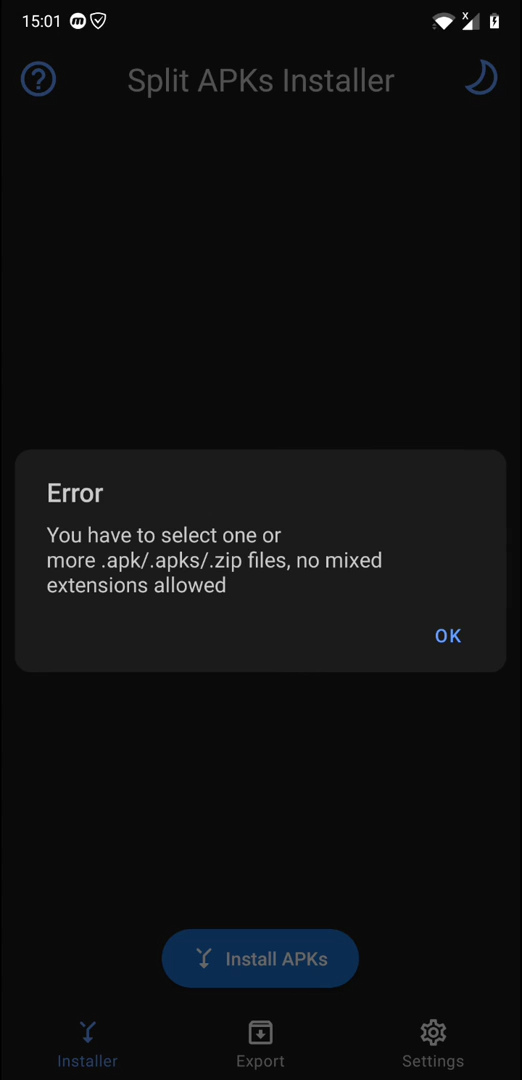 15:01
Split APKs Installer
Error
You have to select one or
more .apk/.apks/.zip files, no mixed
extensions allowed
OK
Install APKs
Installer
Export
Settings